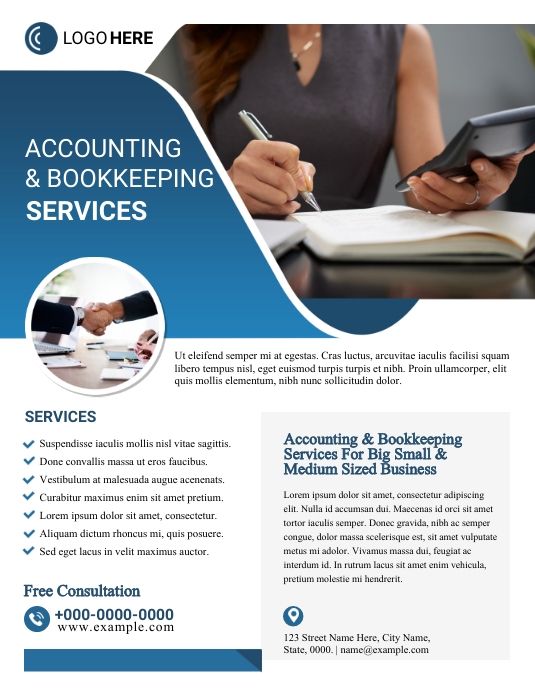 LOGO HERE
ACCOUNTING
& BOOKKEEPING
SERVICES
Ut eleifend semper mi at egestas. Cras luctus, arcuvitae iaculis facilisi squam
libero tempus nisl, eget euismod turpis turpis et nibh. Proin ullamcorper, elit
quis mollis elementum, nibh nunc sollicitudin dolor.
SERVICES
Suspendisse iaculis mollis nisl vitae sagittis.
Done convallis massa ut eros faucibus.
Vestibulum at malesuada augue acenenats.
Curabitur maximus enim sit amet pretium.
Lorem ipsum dolor sit amet, consectetur.
Aliquam dictum rhoncus mi, quis posuere.
Sed eget lacus in velit maximus auctor.
Free Consultation
+000-0000-0000
www.example.com
Accounting & Bookkeeping
Services For Big Small &
Medium Sized Business
Lorem ipsum dolor sit amet, consectetur adipiscing
elit. Nulla id accumsan dui. Maecenas id orci sit amet
tortor iaculis semper. Donec gravida, nibh ac semper
congue, dolor massa scelerisque est, sit amet vulputate
metus mi adolor. Vivamus massa dui, feugiat ac
interdum id. In rutrum lacus sit amet enim vehicula,
pretium molestie mi hendrerit.
123 Street Name Here, City Name,
State, 0000. | name@example.com